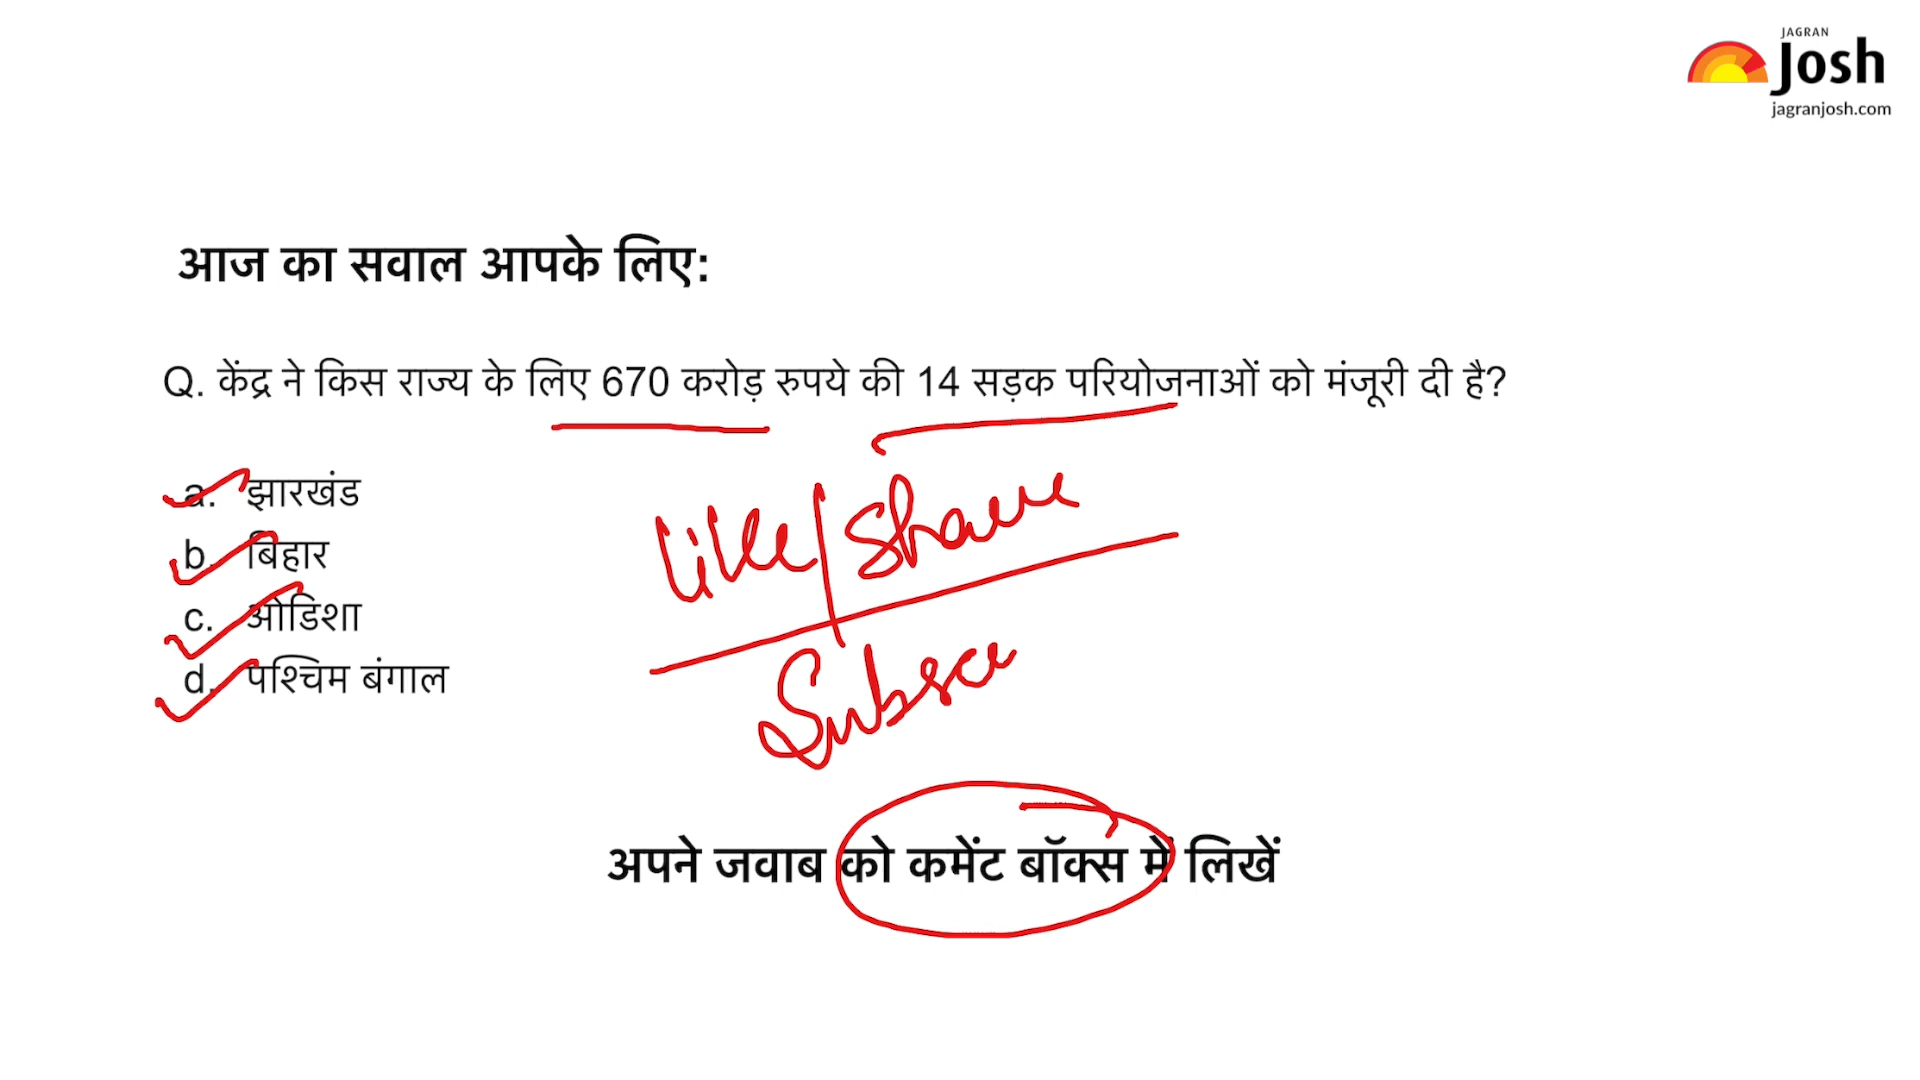 JAGRAN
Josh
jagranjosh.com
आज का सवाल आपके लिए:
Q. केंद्र ने किस राज्य के लिए 670 करोड़ रुपये की 14 सड़क परियोजनाओं को मंजूरी दी है?
a. झारखंड
b. बिहार
c. ओडिशा
d. पश्चिम बंगाल
Like/Share
Subsc
अपने जवाब को कमेंट बॉक्स में लिखें